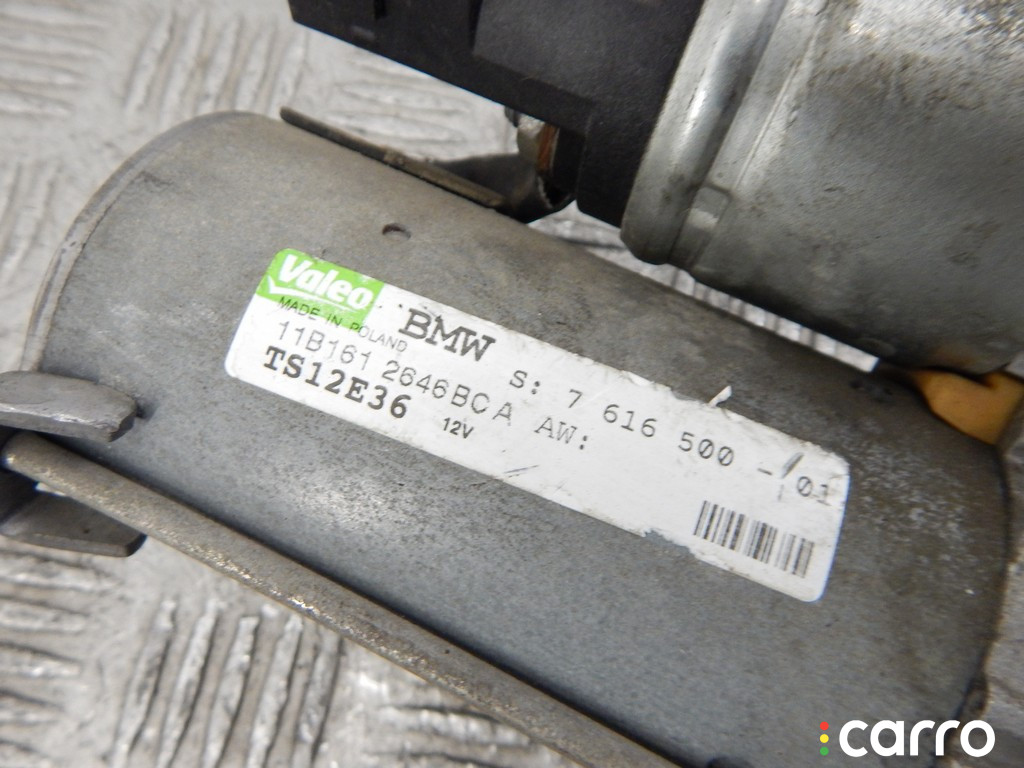 Valeo
MADE IN POLAND
BMW S: 7 616 500 - 01
11B161 2646BCA AW:
TS12E36 12V
carro